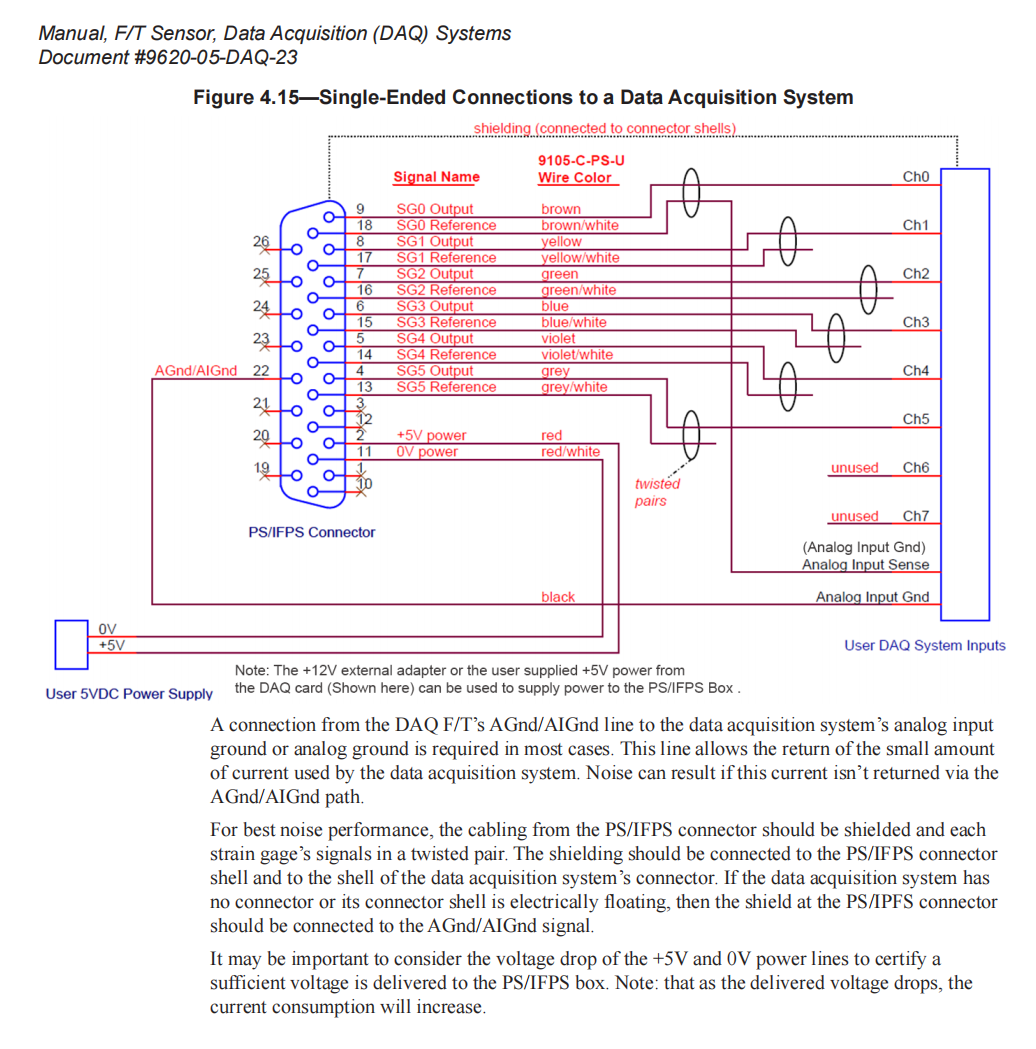 Manual, F/T Sensor, Data Acquisition (DAQ) Systems
Document #9620-05-DAQ-23
Figure 4.15—Single-Ended Connections to a Data Acquisition System
shielding (connected to connector shells)
9105-C-PS-U
Signal Name Wire Color
Ch0
9 SG0 Output brown
18 SG0 Reference brown/white
Ch1
26 8 SG1 Output yellow
17 SG1 Reference yellow/white
25 7 SG2 Output green
Ch2
16 SG2 Reference green/white
24 6 SG3 Output blue
15 SG3 Reference blue/white
Ch3
23 5 SG4 Output violet
14 SG4 Reference violet/white
AGnd/AIGnd 22 4 SG5 Output grey
Ch4
13 SG5 Reference grey/white
21 3
12
Ch5
20 2 +5V power red
11 0V power red/white
19 1
unused Ch6
10
twisted
pairs
unused Ch7
PS/IFPS Connector
(Analog Input Gnd)
Analog Input Sense
black
Analog Input Gnd
0V
+5V
User DAQ System Inputs
User 5VDC Power Supply
Note: The +12V external adapter or the user supplied +5V power from
the DAQ card (Shown here) can be used to supply power to the PS/IFPS Box .
A connection from the DAQ F/T’s AGnd/AIGnd line to the data acquisition system’s analog input
ground or analog ground is required in most cases. This line allows the return of the small amount
of current used by the data acquisition system. Noise can result if this current isn’t returned via the
AGnd/AIGnd path.
For best noise performance, the cabling from the PS/IFPS connector should be shielded and each
strain gage’s signals in a twisted pair. The shielding should be connected to the PS/IFPS connector
shell and to the shell of the data acquisition system’s connector. If the data acquisition system has
no connector or its connector shell is electrically floating, then the shield at the PS/IPFS connector
should be connected to the AGnd/AIGnd signal.
It may be important to consider the voltage drop of the +5V and 0V power lines to certify a
sufficient voltage is delivered to the PS/IFPS box. Note: that as the delivered voltage drops, the
current consumption will increase.